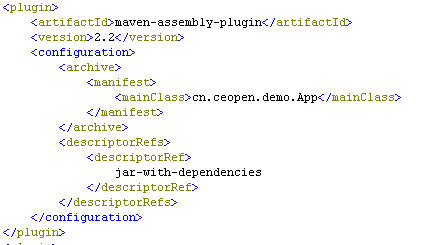 <plugin>
<artifactId>maven-assembly-plugin</artifactId>
<version>2.2</version>
<configuration>
<archive>
<manifest>
<mainClass>cn.ceopen.demo.App</mainClass>
</manifest>
</archive>
<descriptorRefs>
<descriptorRef>
jar-with-dependencies
</descriptorRef>
</descriptorRefs>
</configuration>
</plugin>